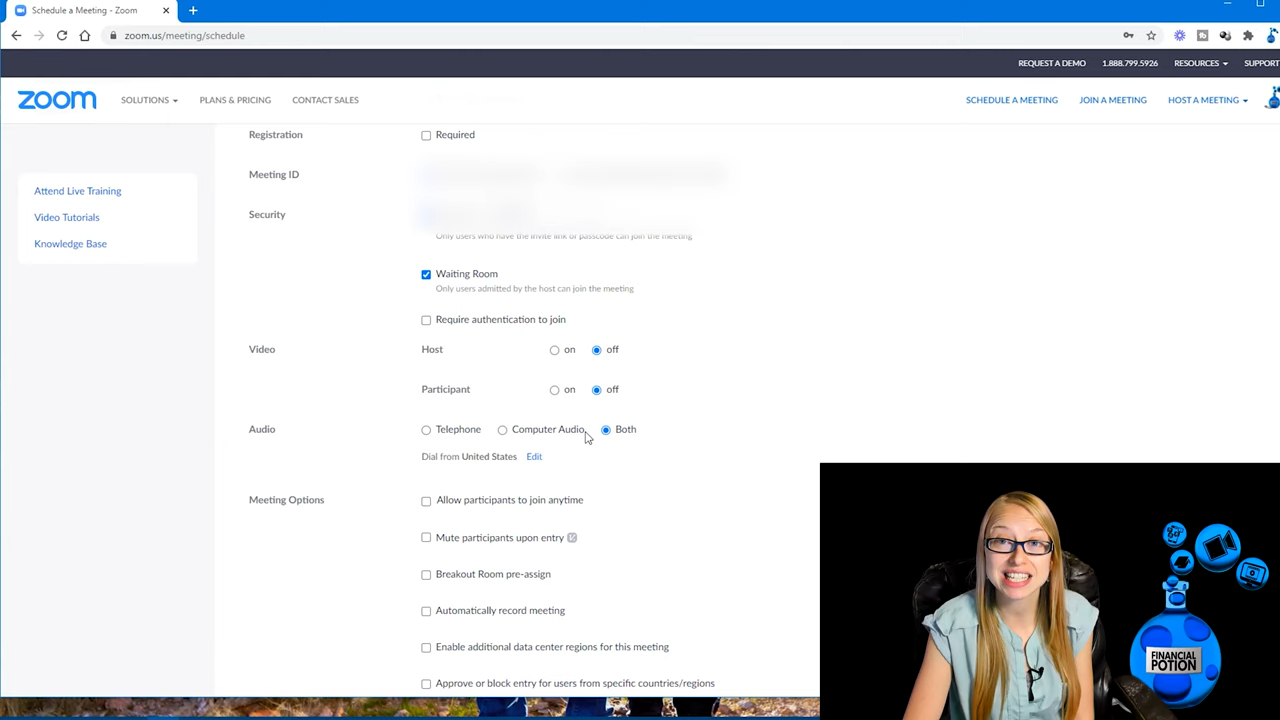 Schedule a Meeting - Zoom
zoom.us/meeting/schedule
REQUEST A DEMO 1.888.799.5926 RESOURCES SUPPORT
zoom SOLUTIONS PLANS & PRICING CONTACT SALES SCHEDULE A MEETING JOIN A MEETING HOST A MEETING
Attend Live Training
Video Tutorials
Knowledge Base
Registration Required
Meeting ID
Security
Only users who have the invite link or passcode can join the meeting
Waiting Room
Only users admitted by the host can join the meeting
Require authentication to join
Video Host on off
Participant on off
Audio Telephone Computer Audio Both
Dial from United States Edit
Meeting Options Allow participants to join anytime
Mute participants upon entry
Breakout Room pre-assign
Automatically record meeting
Enable additional data center regions for this meeting
Approve or block entry for users from specific countries/regions
FINANCIAL
POTION